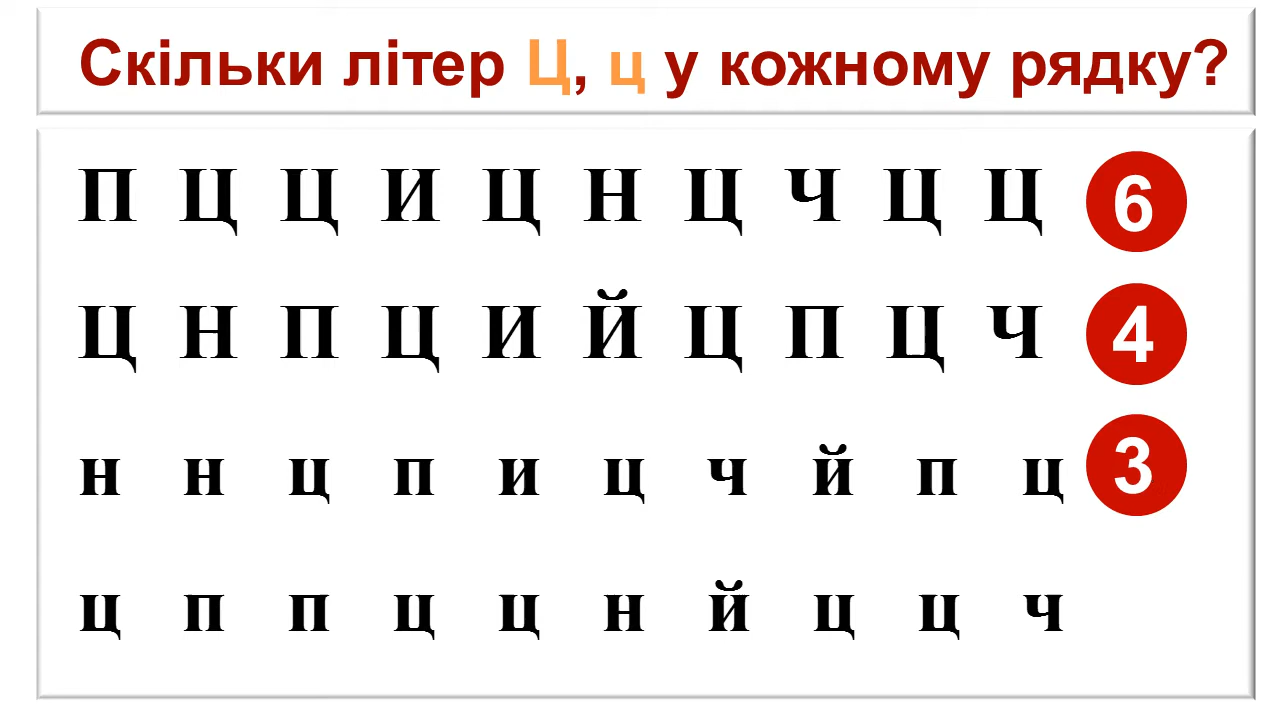 Скільки літер Ц, ц у кожному рядку?
П Ц Ц И Ц Н Ц Ч Ц Ц 6
Ц Н П Ц И Й Ц П Ц Ч 4
н н ц п и ц ч й п ц 3
ц п п ц ц н й ц ц ч